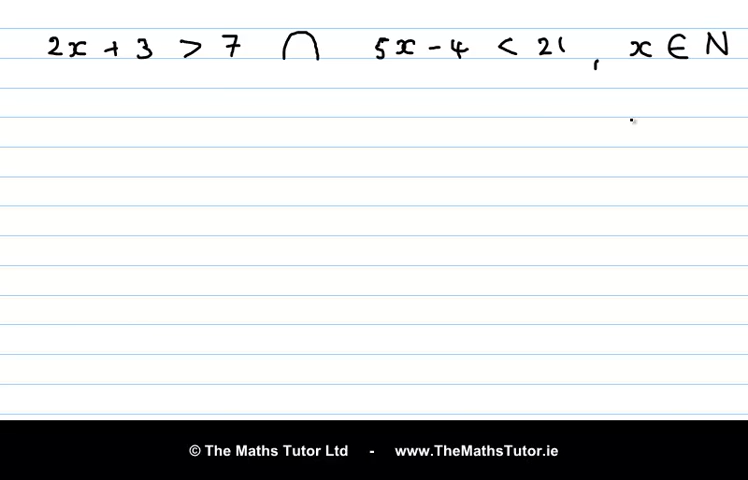 2x + 3 > 7 ∩ 5x - 4 < 21 , x ∈ N
© The Maths Tutor Ltd - www.TheMathsTutor.ie